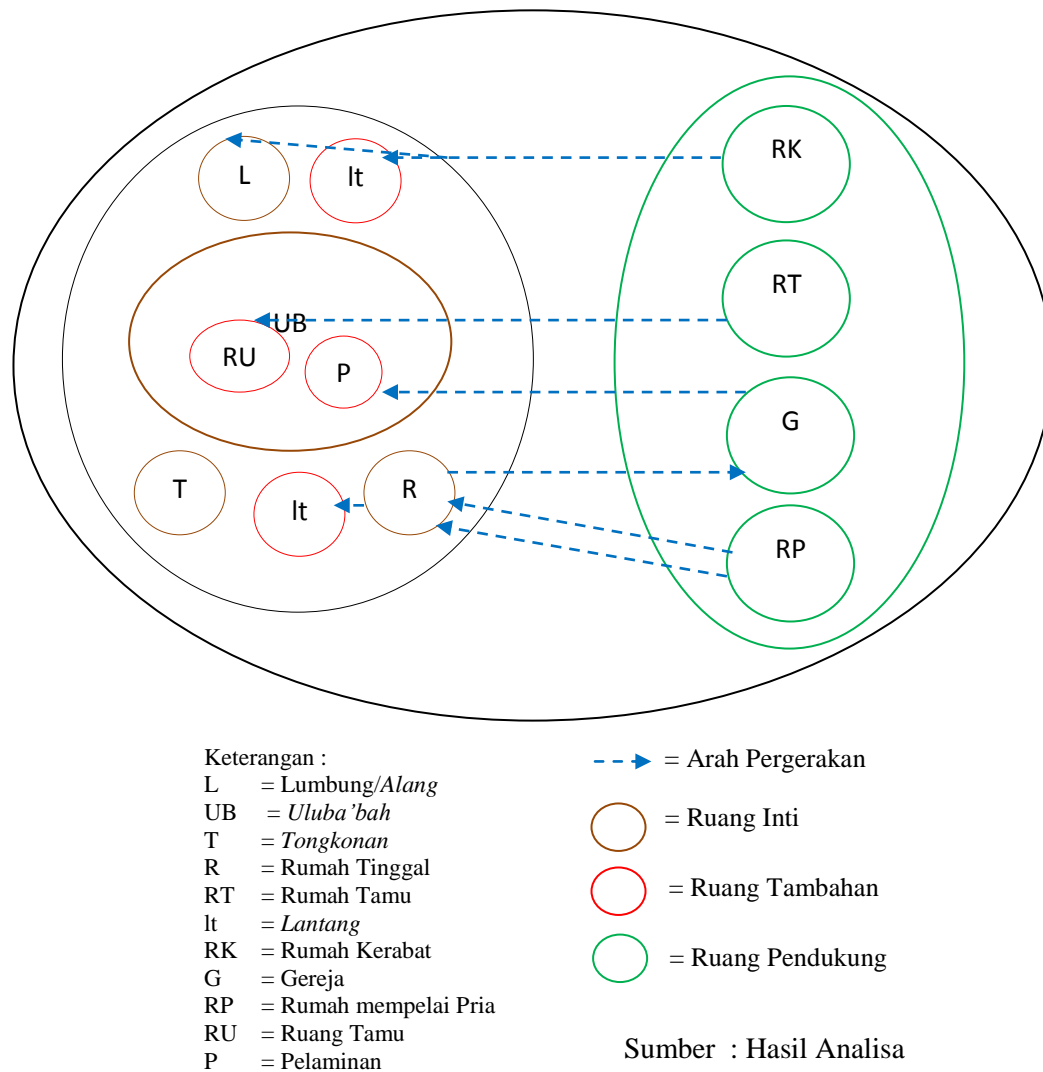 RK
L
lt
RT
UB
RU
P
G
T
lt
R
RP
Keterangan :
L = Lumbung/Alang
UB = Uluba’bah
T = Tongkonan
R = Rumah Tinggal
RT = Rumah Tamu
lt = Lantang
RK = Rumah Kerabat
G = Gereja
RP = Rumah mempelai Pria
RU = Ruang Tamu
P = Pelaminan
= Arah Pergerakan
= Ruang Inti
= Ruang Tambahan
= Ruang Pendukung
Sumber : Hasil Analisa